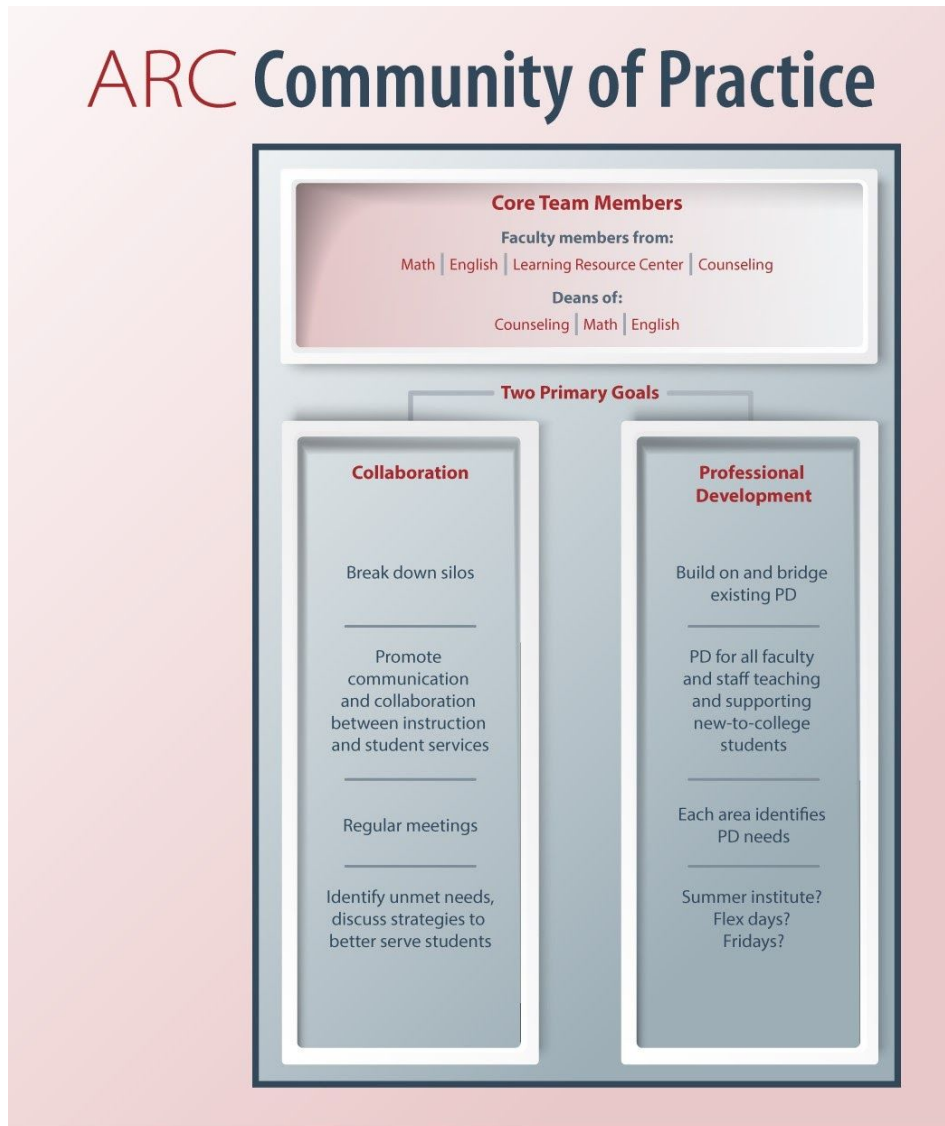 ARC Community of Practice
Core Team Members
Faculty members from:
Math | English | Learning Resource Center | Counseling
Deans of:
Counseling | Math | English
Two Primary Goals
Collaboration
Break down silos
Promote
communication
and collaboration
between instruction
and student services
Regular meetings
Identify unmet needs,
discuss strategies to
better serve students
Professional
Development
Build on and bridge
existing PD
PD for all faculty
and staff teaching
and supporting
new-to-college
students
Each area identifies
PD needs
Summer institute?
Flex days?
Fridays?